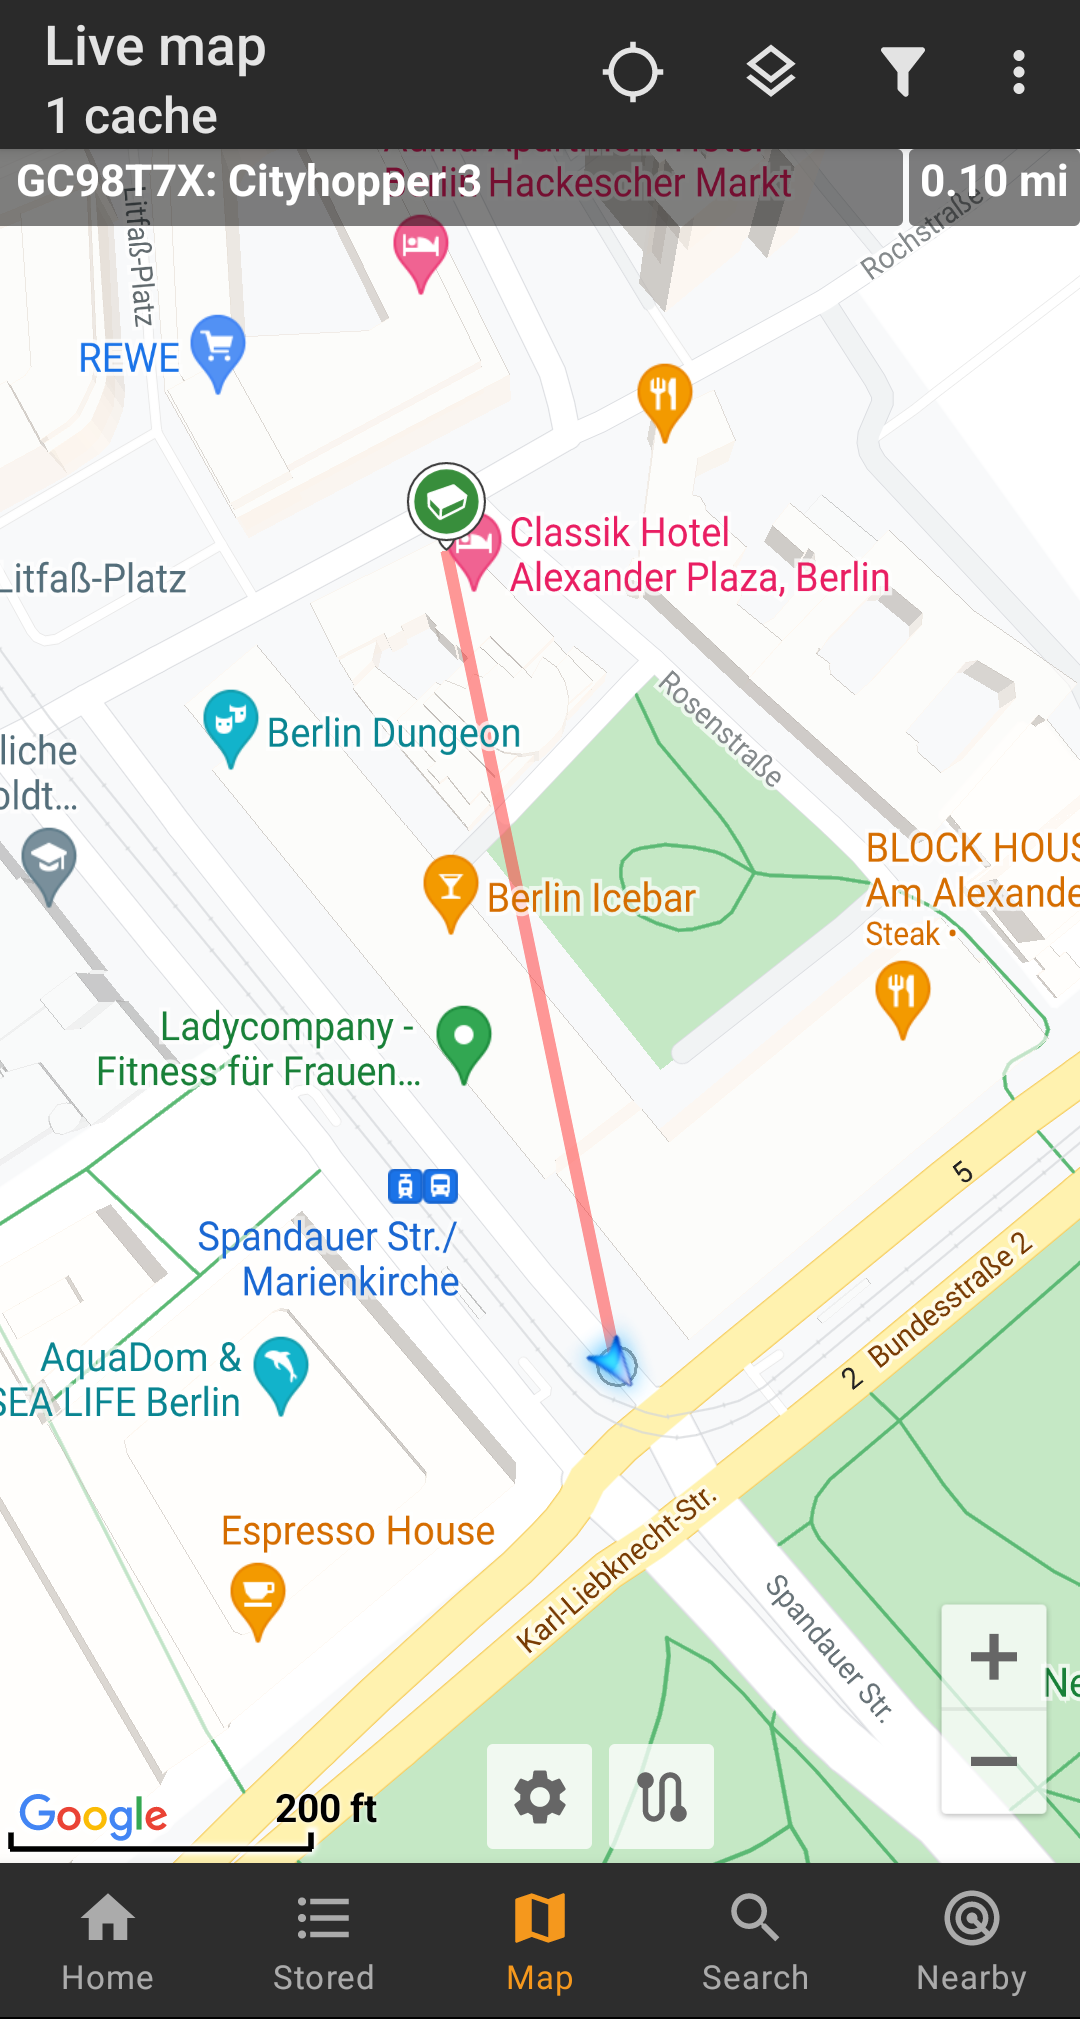 Live map
1 cache
GC98T7X: Cityhopper 3
0.10 mi
Berlin Hackescher Markt
Rochstraße
Litfaß-Platz
REWE
Classik Hotel
Alexander Plaza, Berlin
Litfaß-Platz
Rosenstraße
Berlin Dungeon
liche
oldt...
BLOCK HOUS
Am Alexande
Steak •
Berlin Icebar
Ladycompany -
Fitness für Frauen...
5
Spandauer Str./
Marienkirche
2 Bundesstraße 2
AquaDom &
SEA LIFE Berlin
Karl-Liebknecht-Str.
Espresso House
Spandauer Str.
Ne
Google
200 ft
Home
Stored
Map
Search
Nearby